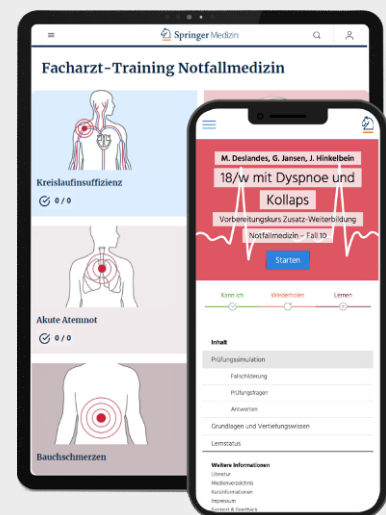 Springer Medizin
Facharzt-Training Notfallmedizin
Kreislaufinsuffizienz
0 / 0
Akute Atemnot
0 / 0
Bauchschmerzen
M. Deslandes, G. Jansen, J. Hinkelbein
18/w mit Dyspnoe und
Kollaps
Vorbereitungskurs Zusatz-Weiterbildung
Notfallmedizin – Fall 10
Starten
Kann ich
Wiederholen
Lernen
Inhalt
Prüfungssimulation
Fallschilderung
Prüfungsfragen
Antworten
Grundlagen und Vertiefungswissen
Lernstatus
Weitere Informationen
Literatur
Medienverzeichnis
Kursinformationen
Impressum
Support & Feedback